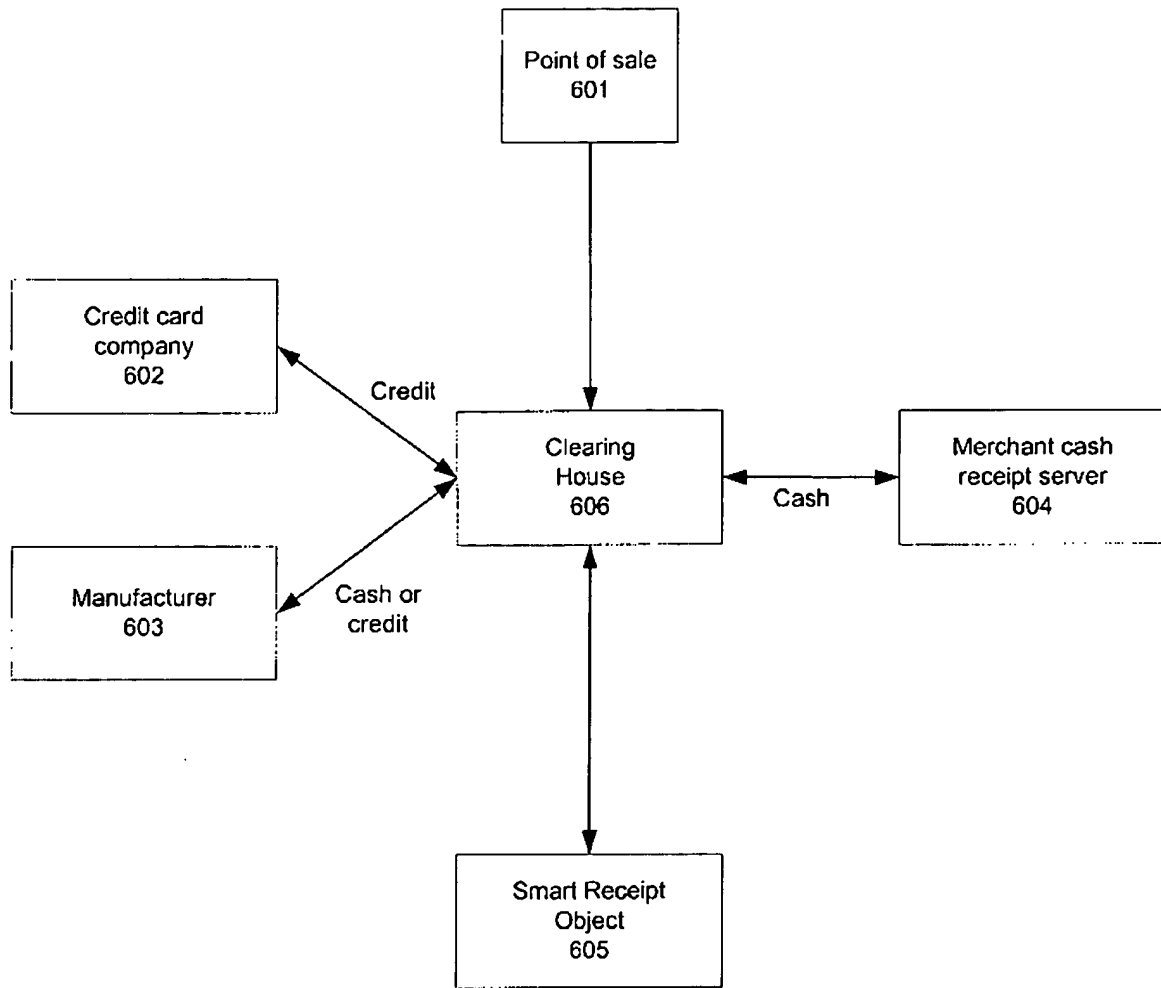 Point of sale
601
Credit card
company
602
Credit
Clearing
House
606
Merchant cash
receipt server
604
Cash
Manufacturer
603
Cash or
credit
Smart Receipt
Object
605